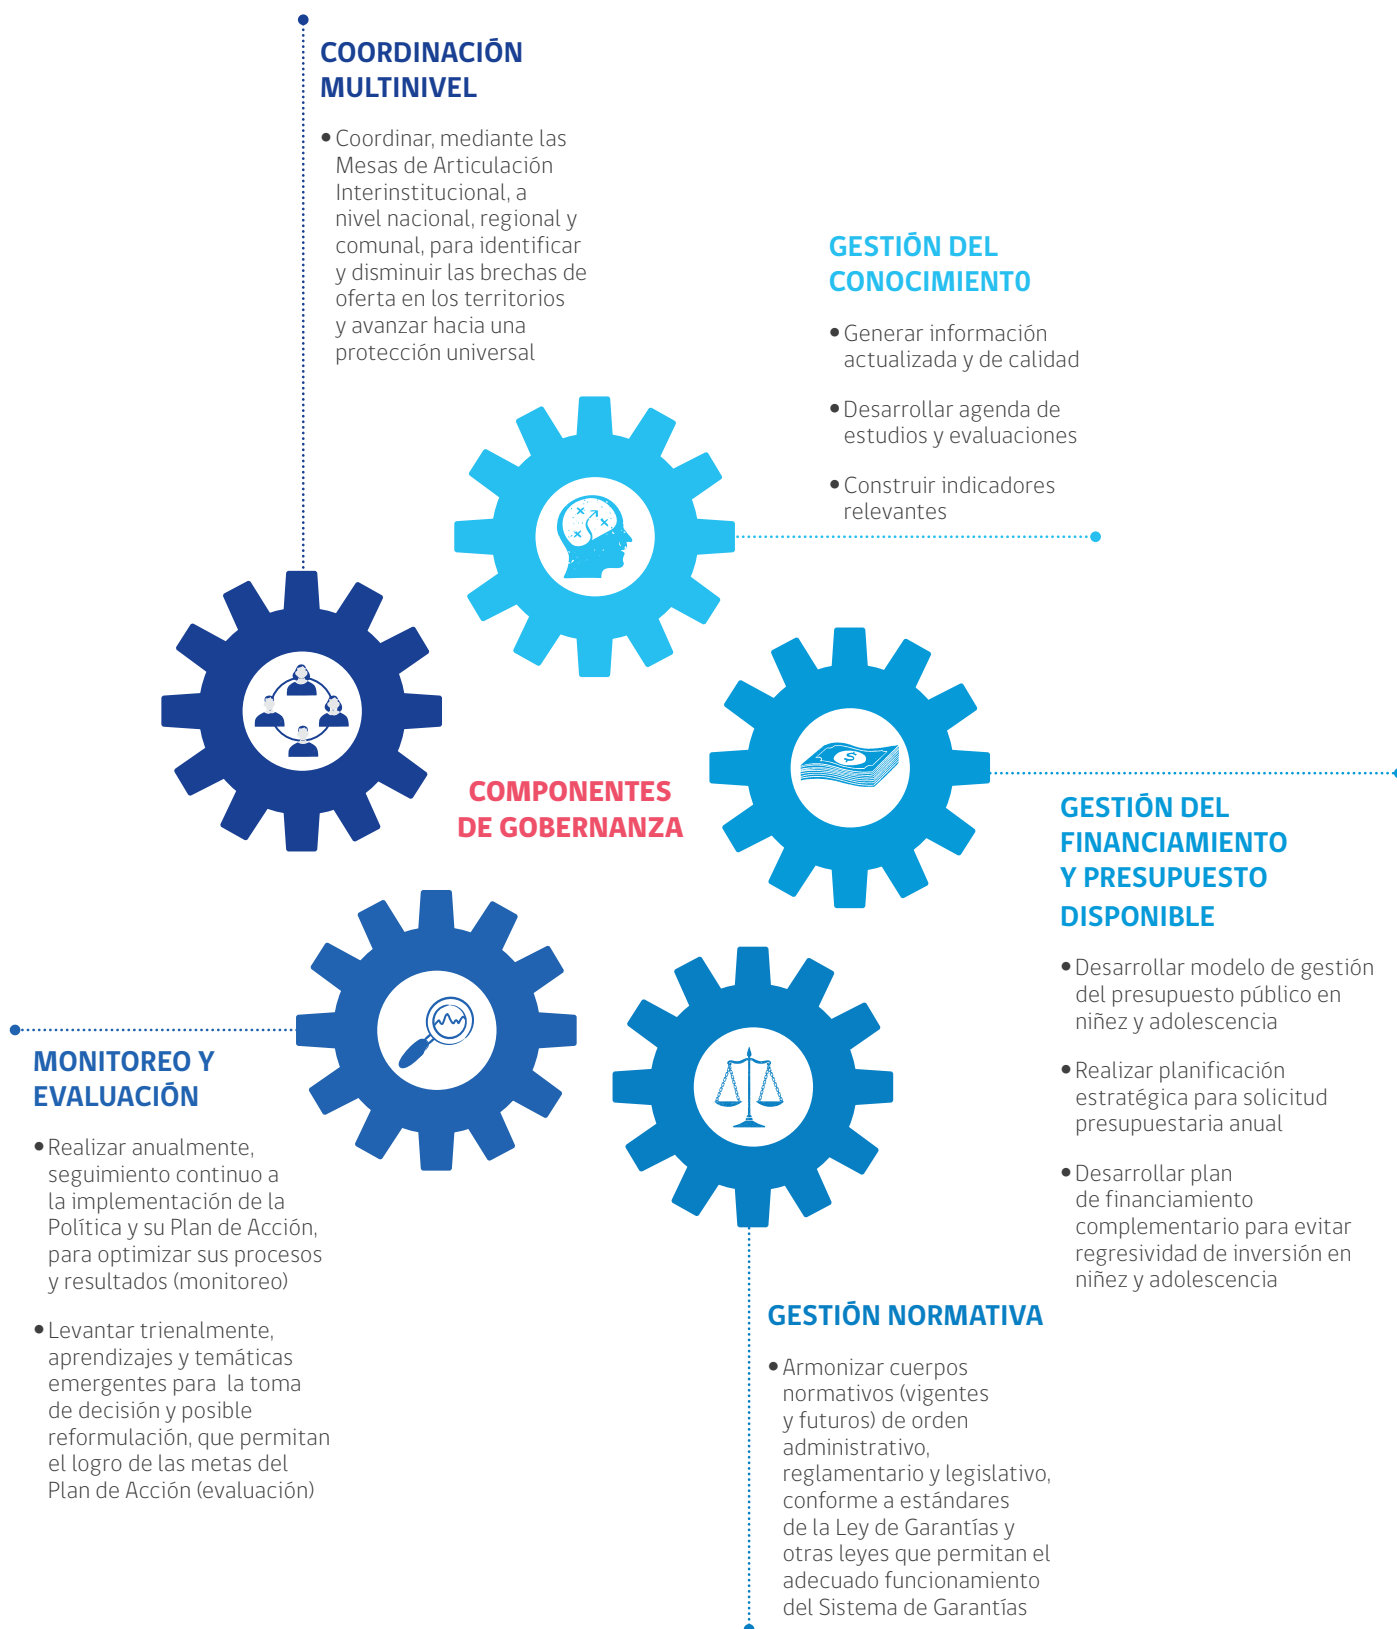 COORDINACIÓN
MULTINIVEL
• Coordinar, mediante las
Mesas de Articulación
Interinstitucional, a
nivel nacional, regional y
comunal, para identificar
y disminuir las brechas de
oferta en los territorios
y avanzar hacia una
protección universal
GESTIÓN DEL
CONOCIMIENT0
• Generar información
actualizada y de calidad
• Desarrollar agenda de
estudios y evaluaciones
• Construir indicadores
relevantes
$
COMPONENTES
DE GOBERNANZA
GESTIÓN DEL
FINANCIAMIENTO
Y PRESUPUESTO
DISPONIBLE
• Desarrollar modelo de gestión
del presupuesto público en
niñez y adolescencia
• Realizar planificación
estratégica para solicitud
presupuestaria anual
• Desarrollar plan
de financiamiento
complementario para evitar
regresividad de inversión en
niñez y adolescencia
MONITOREO Y
EVALUACIÓN
• Realizar anualmente,
seguimiento continuo a
la implementación de la
Política y su Plan de Acción,
para optimizar sus procesos
y resultados (monitoreo)
• Levantar trienalmente,
aprendizajes y temáticas
emergentes para la toma
de decisión y posible
reformulación, que permitan
el logro de las metas del
Plan de Acción (evaluación)
GESTIÓN NORMATIVA
• Armonizar cuerpos
normativos (vigentes
y futuros) de orden
administrativo,
reglamentario y legislativo,
conforme a estándares
de la Ley de Garantías y
otras leyes que permitan el
adecuado funcionamiento
del Sistema de Garantías